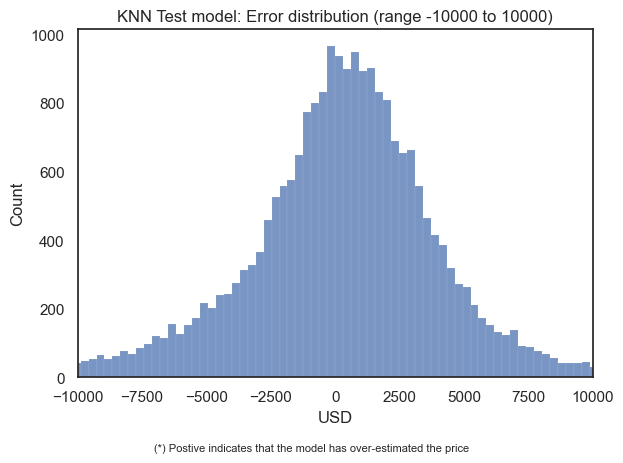 KNN Test model: Error distribution (range -10000 to 10000)
1000
800
600
400
200
0
Count
−10000 −7500 −5000 −2500 0 2500 5000 7500 10000
USD
(*) Postive indicates that the model has over-estimated the price